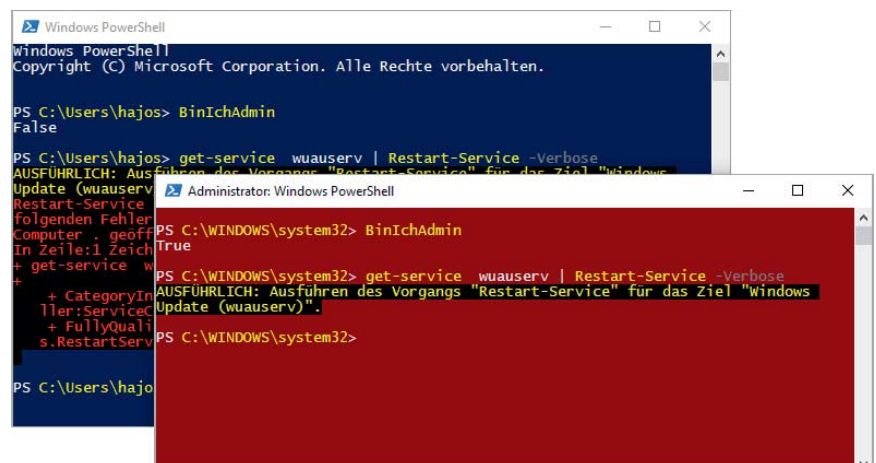 Windows PowerShell
Windows PowerShell
Copyright (C) Microsoft Corporation. Alle Rechte vorbehalten.
PS C:\Users\hajos> BinIchAdmin
False
PS C:\Users\hajos> get-service  wuauserv | Restart-Service -Verbose
AUSFÜHRLICH: Ausführen des Vorgangs "Restart-Service" für das Ziel "Windows
Update (wuauserv
Restart-Service
folgenden Fehler
Computer . geöff
In Zeile:1 Zeich
+ get-service  w
+
+ CategoryIn
ller:ServiceC
+ FullyQuali
s.RestartServ
PS C:\Users\hajo
Administrator: Windows PowerShell
PS C:\WINDOWS\system32> BinIchAdmin
True
PS C:\WINDOWS\system32> get-service  wuauserv | Restart-Service -Verbose
AUSFÜHRLICH: Ausführen des Vorgangs "Restart-Service" für das Ziel "Windows
Update (wuauserv)".
PS C:\WINDOWS\system32>